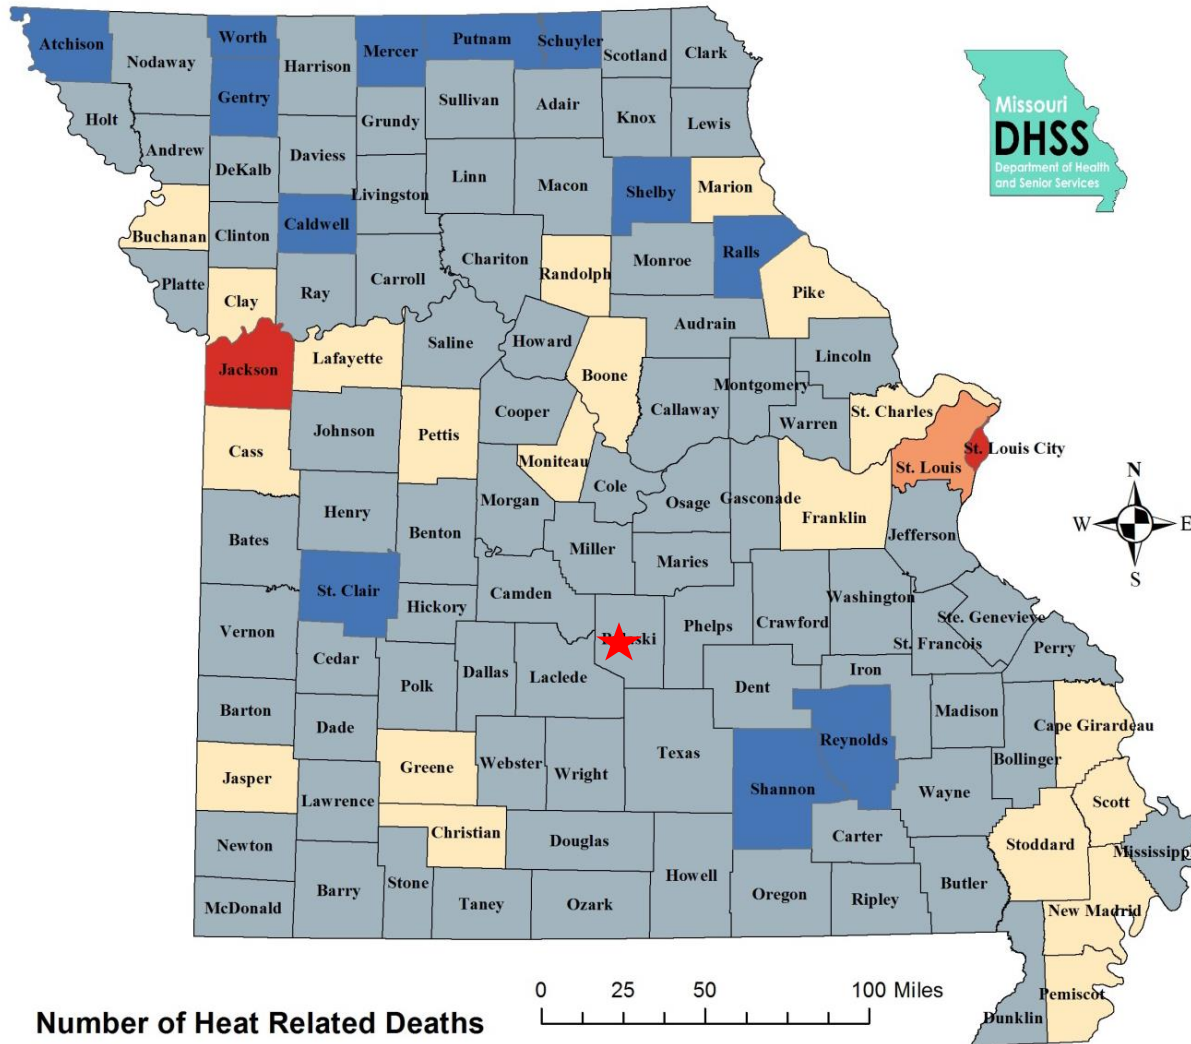 Atchison
Nodaway
Worth
Harrison
Mercer
Putnam
Schuyler
Scotland
Clark
Gentry
Holt
Andrew
DeKalb
Daviess
Grundy
Sullivan
Adair
Knox
Lewis
Missouri
DHSS
Department of Health
and Senior Services
Livingston
Linn
Macon
Shelby
Marion
Buchanan
Clinton
Caldwell
Chariton
Randolph
Monroe
Ralls
Platte
Clay
Ray
Carroll
Pike
Audrain
Saline
Howard
Lincoln
Jackson
Lafayette
Boone
Montgomery
Cooper
Callaway
Warren
St. Charles
Cass
Johnson
Pettis
Moniteau
St. Louis
St. Louis City
Cole
Osage
Gasconade
Franklin
Jefferson
Morgan
Henry
Benton
Bates
Miller
Maries
N
W
E
S
St. Clair
Hickory
Camden
Phelps
Crawford
Washington
Ste. Genevieve
St. Francois
Perry
Vernon
Cedar
Polk
Dallas
Laclede
Dent
Iron
Madison
Barton
Dade
Texas
Reynolds
Bollinger
Cape Girardeau
Jasper
Greene
Webster
Wright
Shannon
Wayne
Scott
Lawrence
Christian
Douglas
Carter
Stoddard
Mississippi
Newton
Barry
Stone
Taney
Ozark
Howell
Oregon
Ripley
Butler
New Madrid
McDonald
Pemiscot
Dunklin
0 25 50 100 Miles
Number of Heat Related Deaths